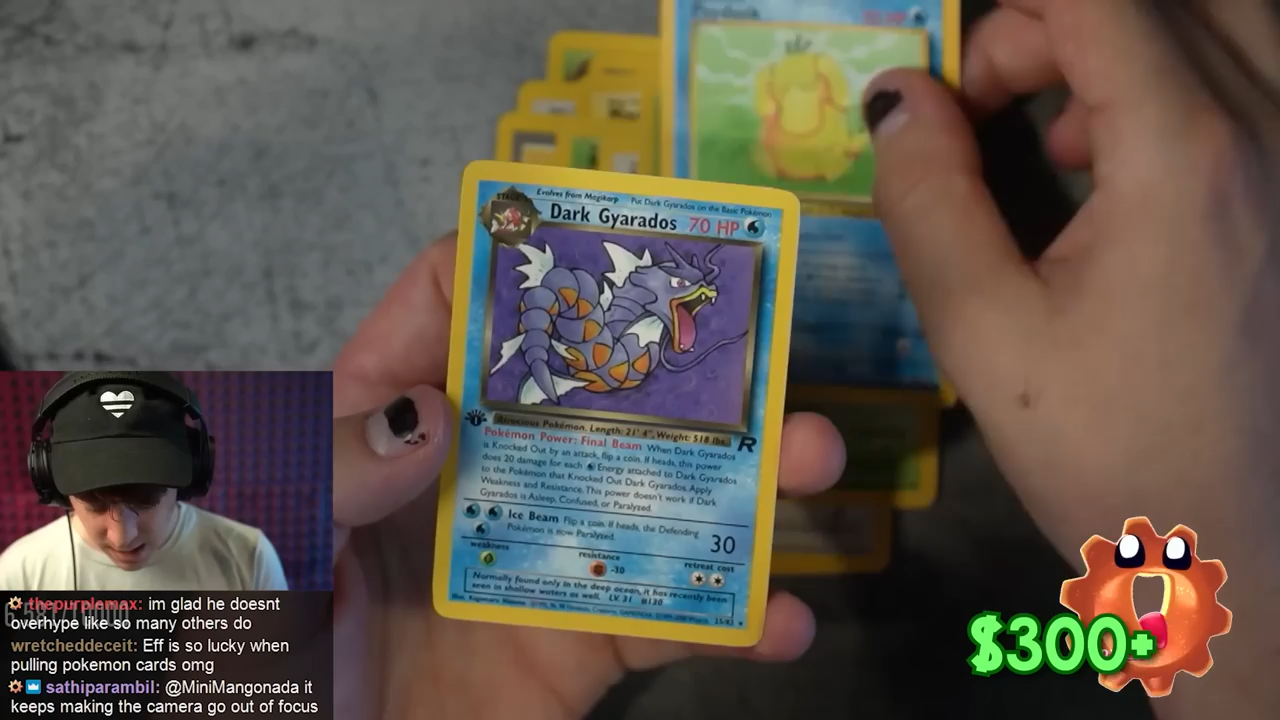 STAGE 1
Evolves from Magikarp
Put Dark Gyarados on the Basic Pokémon
Dark Gyarados 70 HP
Atrocious Pokémon. Length: 21' 4", Weight: 518 lbs.
Pokémon Power: Final Beam When Dark Gyarados
is Knocked Out by an attack, flip a coin. If heads, this power
does 20 damage for each Energy attached to Dark Gyarados
to the Pokémon that Knocked Out Dark Gyarados. Apply
Weakness and Resistance. This power doesn't work if Dark
Gyarados is Asleep, Confused, or Paralyzed.
Ice Beam Flip a coin. If heads, the Defending
Pokémon is now Paralyzed.
30
weakness
resistance
-30
retreat cost
Normally found only in the deep ocean, it has recently been
seen in shallow waters as well. LV. 31 #130
25/82
thepurplemax: im glad he doesnt
overhype like so many others do
wretcheddeceit: Eff is so lucky when
pulling pokemon cards omg
sathiparambil: @MiniMangonada it
keeps making the camera go out of focus
$300+